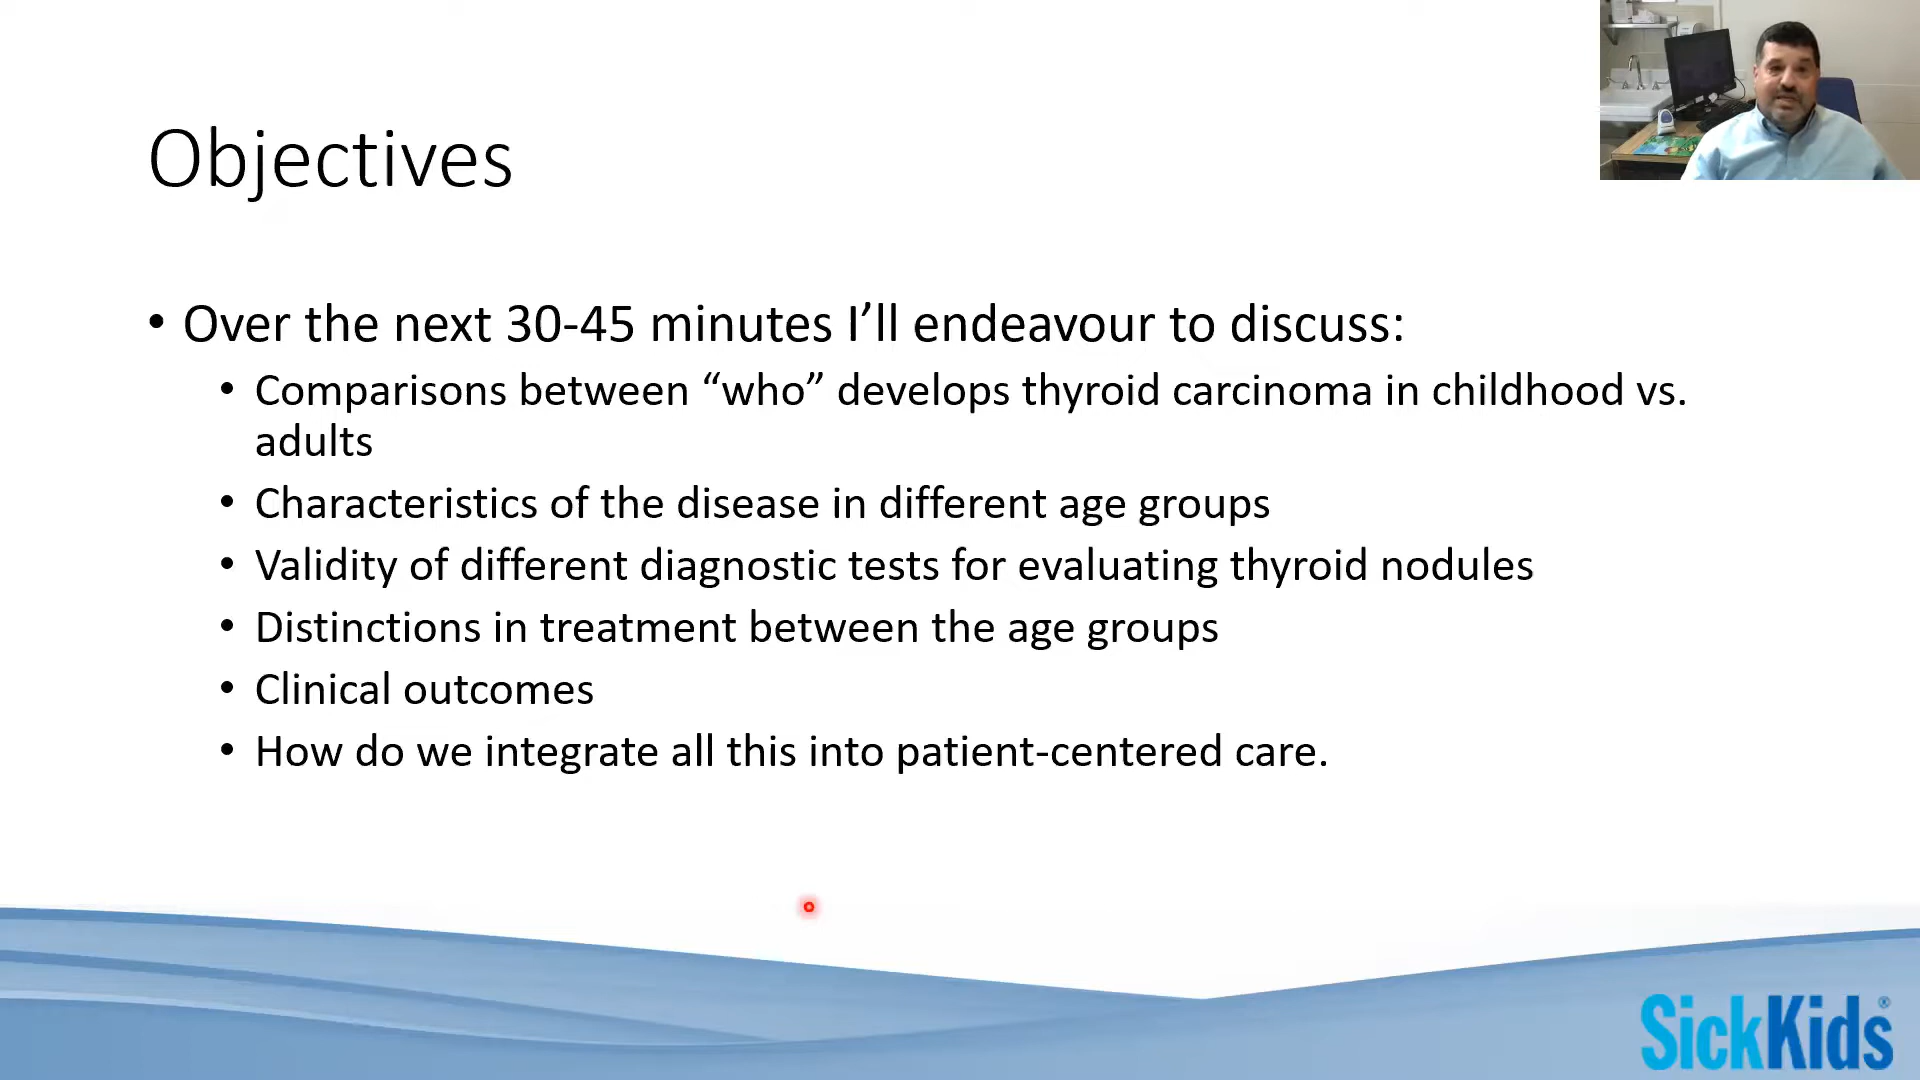 Objectives
• Over the next 30-45 minutes I’ll endeavour to discuss:
• Comparisons between “who” develops thyroid carcinoma in childhood vs.
adults
• Characteristics of the disease in different age groups
• Validity of different diagnostic tests for evaluating thyroid nodules
• Distinctions in treatment between the age groups
• Clinical outcomes
• How do we integrate all this into patient-centered care.
SickKids®